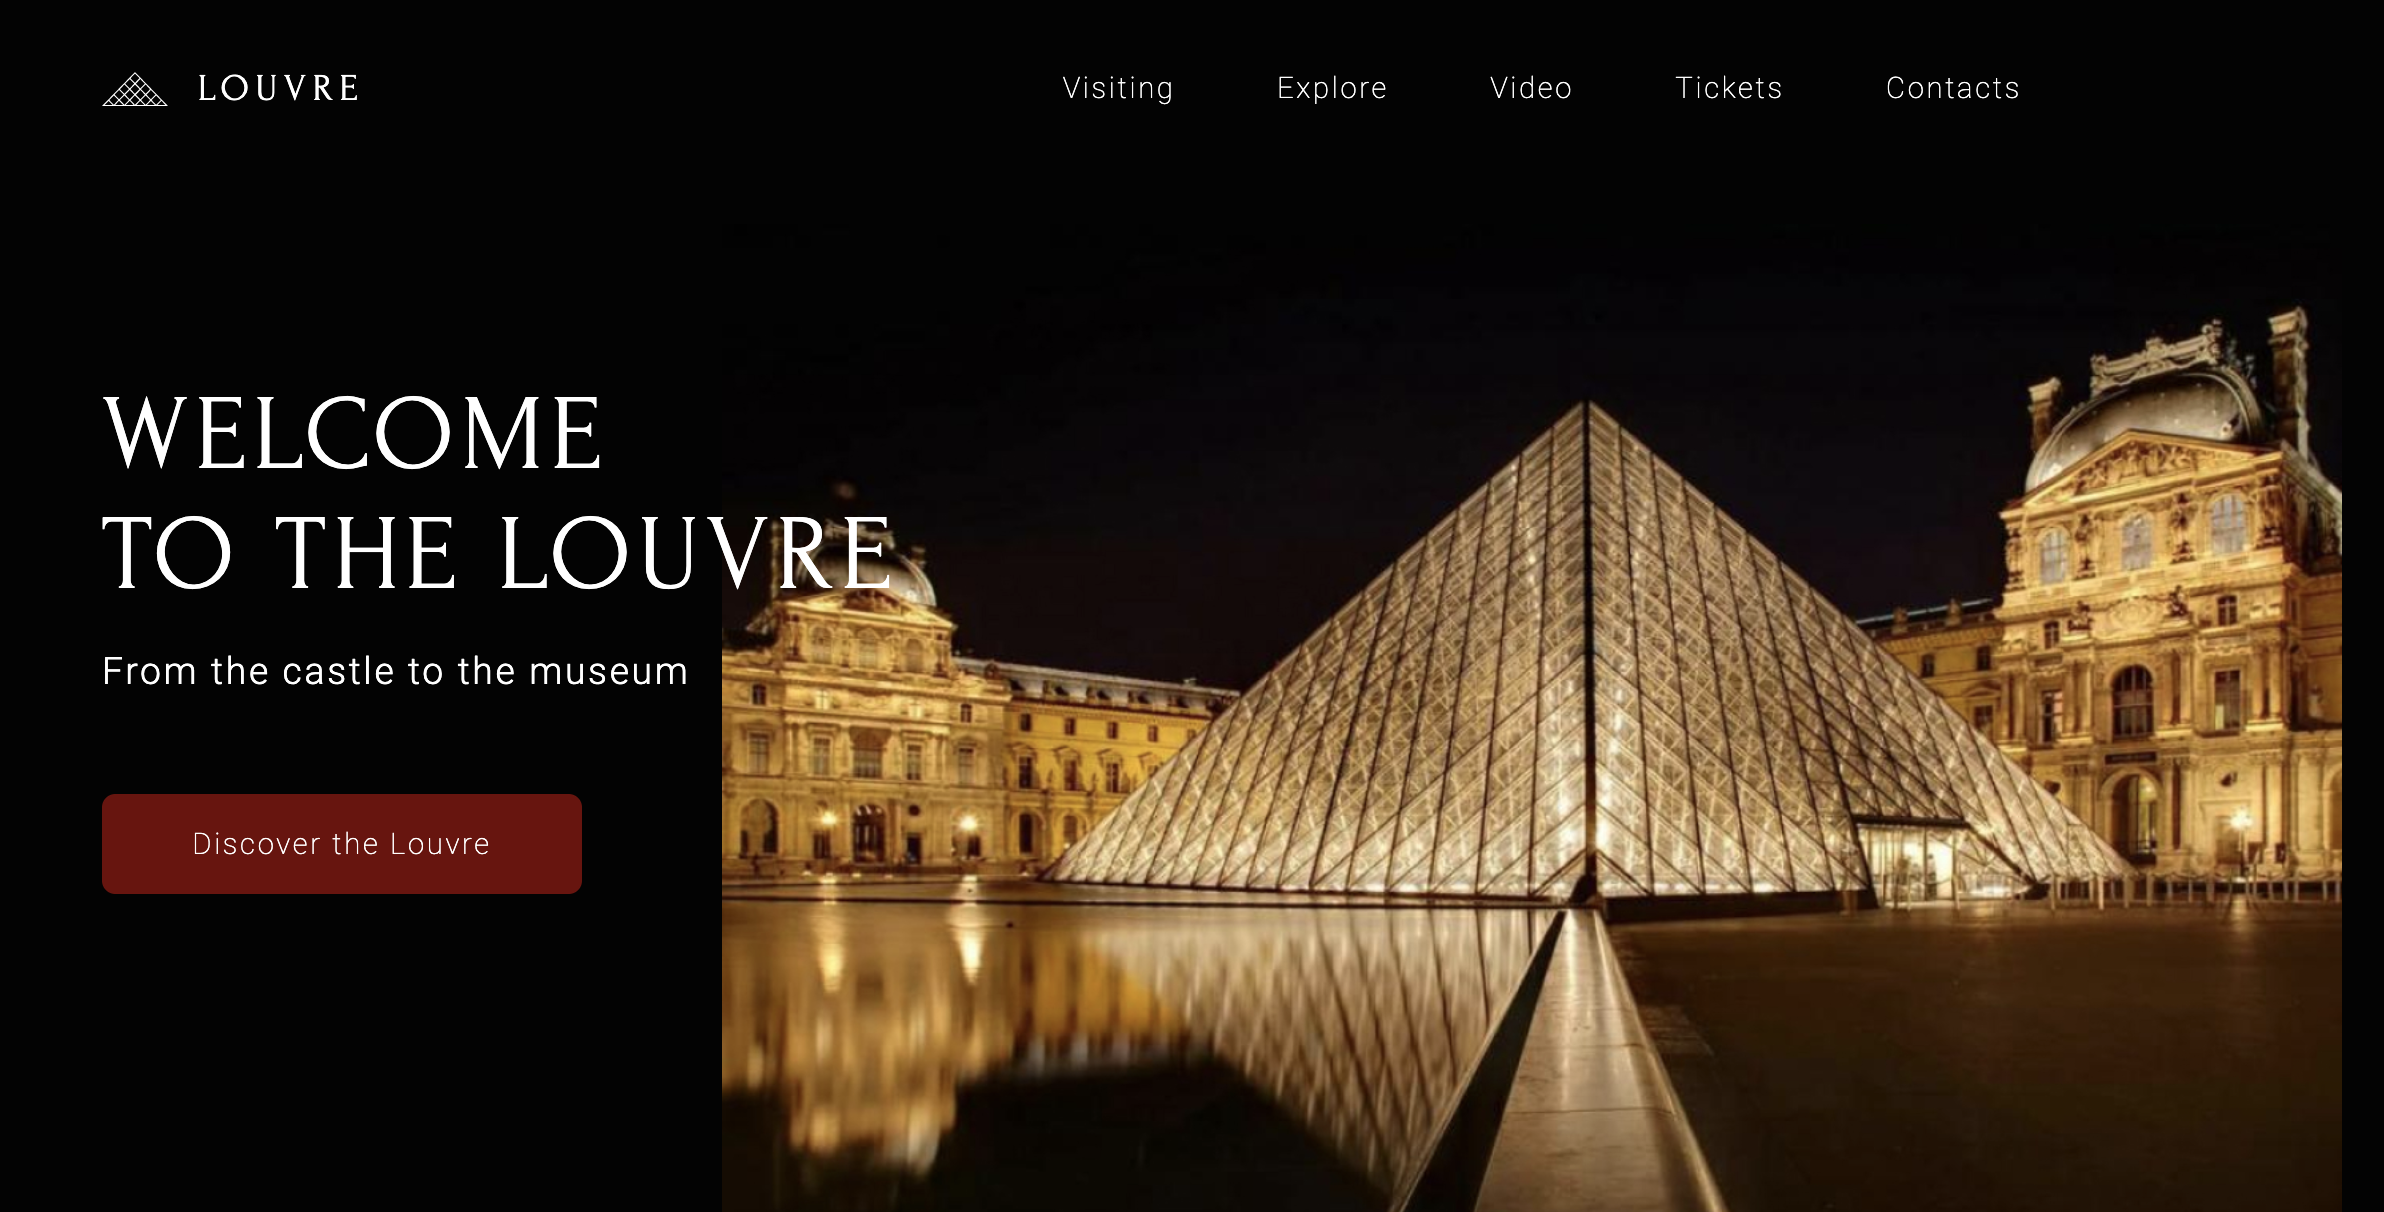 LOUVRE
Visiting Explore Video Tickets Contacts
WELCOME
TO THE LOUVRE
From the castle to the museum
Discover the Louvre